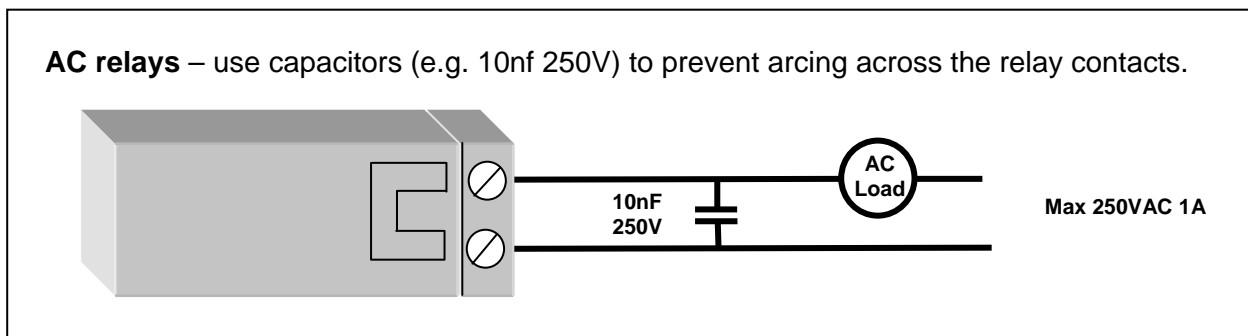 AC relays – use capacitors (e.g. 10nf 250V) to prevent arcing across the relay contacts.
AC
Load
10nF
250V
Max 250VAC 1A